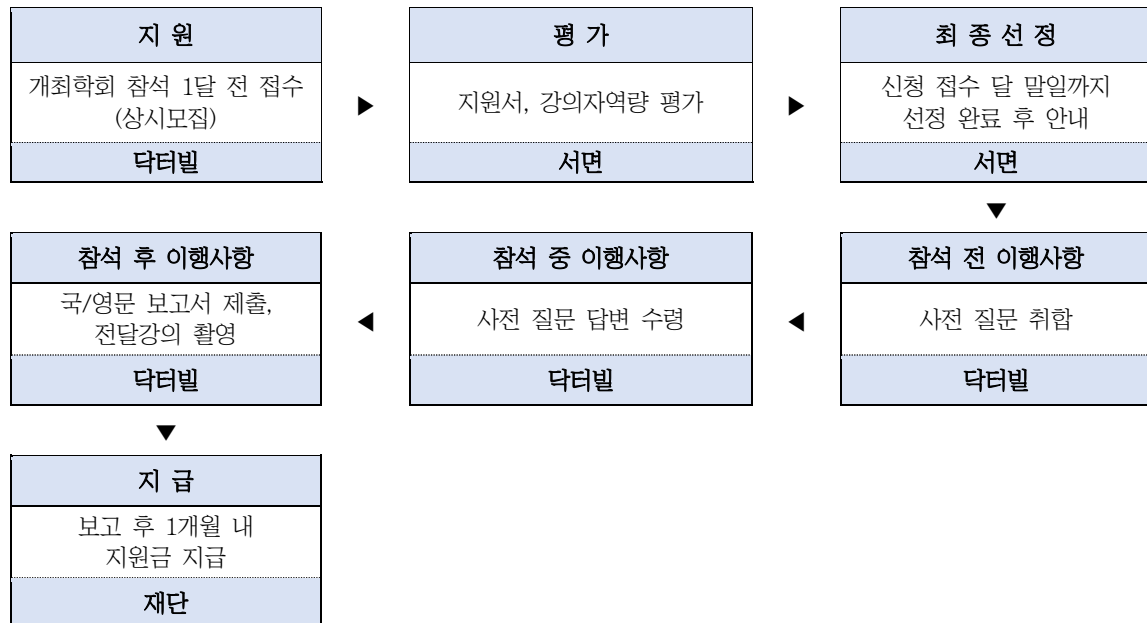 지 원
개최학회 참석 1달 전 접수
(상시모집)
닥터빌
▶
평 가
지원서, 강의자역량 평가
서면
▶
최 종 선 정
신청 접수 달 말일까지
선정 완료 후 안내
서면
▼
참석 전 이행사항
사전 질문 취합
닥터빌
◀
참석 중 이행사항
사전 질문 답변 수령
닥터빌
◀
참석 후 이행사항
국/영문 보고서 제출,
전달강의 촬영
닥터빌
▼
지 급
보고 후 1개월 내
지원금 지급
재단